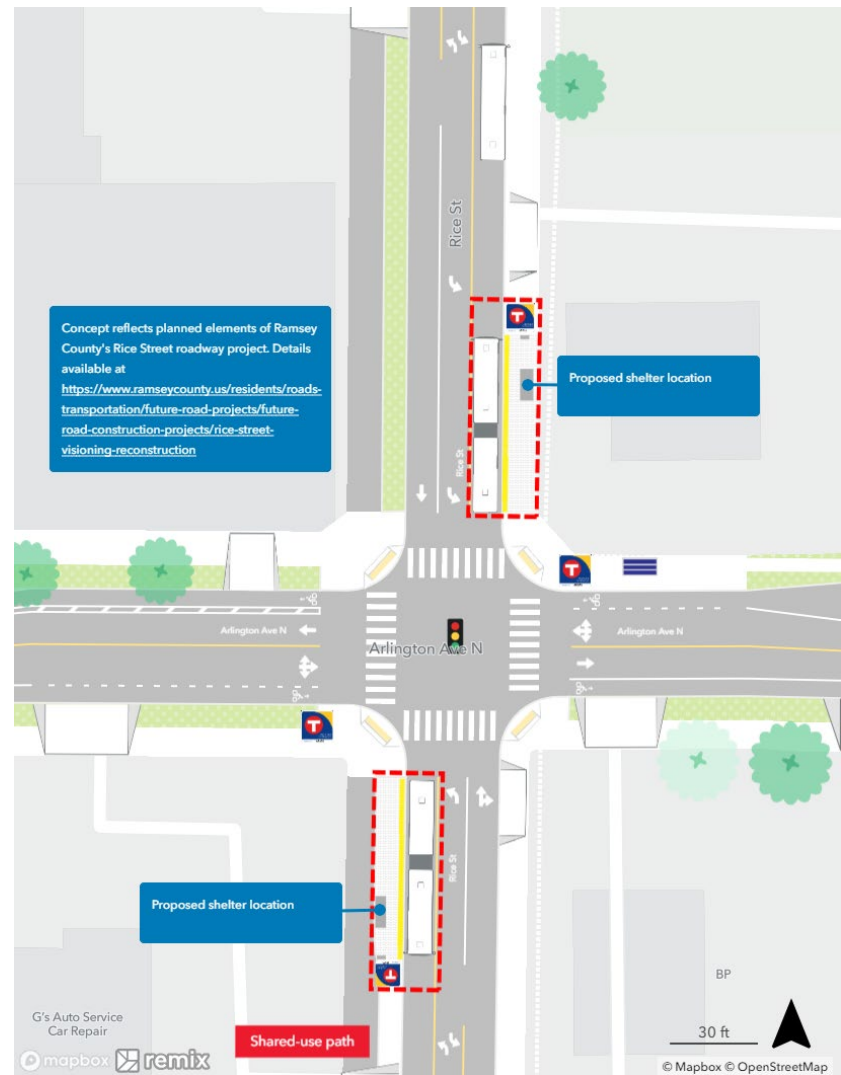 Rice St
Concept reflects planned elements of Ramsey
County's Rice Street roadway project. Details
available at
https://www.ramseycounty.us/residents/roads-
transportation/future-road-projects/future-
road-construction-projects/rice-street-
visioning-reconstruction
Proposed shelter location
Rice St
Arlington Ave N
Arlington Ave N
Arlington Ave N
Rice St
Proposed shelter location
BP
G's Auto Service
Car Repair
Shared-use path
30 ft
mapbox remix
© Mapbox © OpenStreetMap